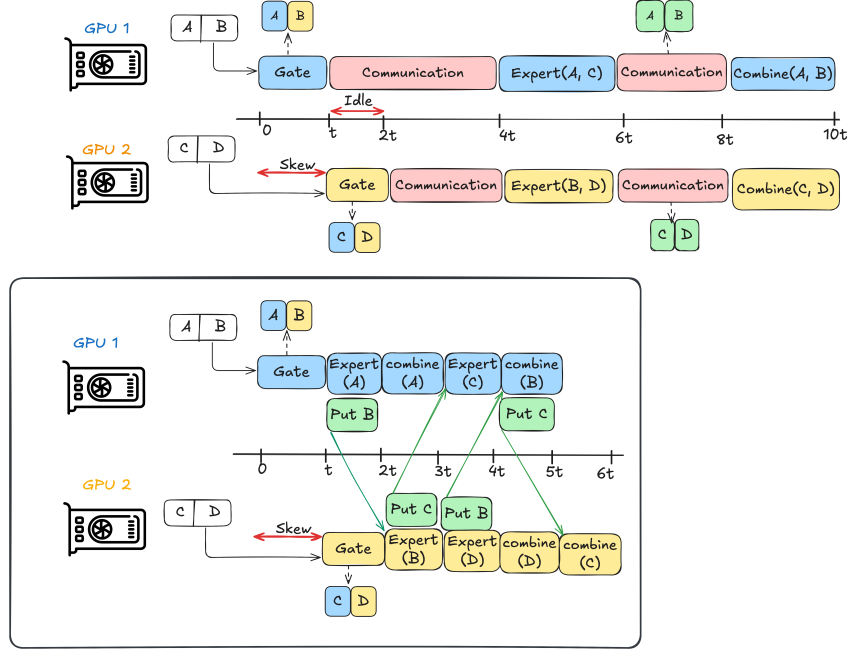 A B
A B
A B
GPU 1
Gate
Communication
Expert(A, C)
Communication
Combine(A, B)
Idle
0
t
2t
4t
6t
8t
10t
GPU 2
C D
Skew
Gate
Communication
Expert(B, D)
Communication
Combine(C, D)
C D
C D
A B
A B
GPU 1
Gate
Expert
(A)
combine
(A)
Expert
(C)
combine
(B)
Put B
Put C
0
t
2t
3t
4t
5t
6t
GPU 2
C D
Put C
Put B
Skew
Gate
Expert
(B)
Expert
(D)
combine
(D)
combine
(C)
C D